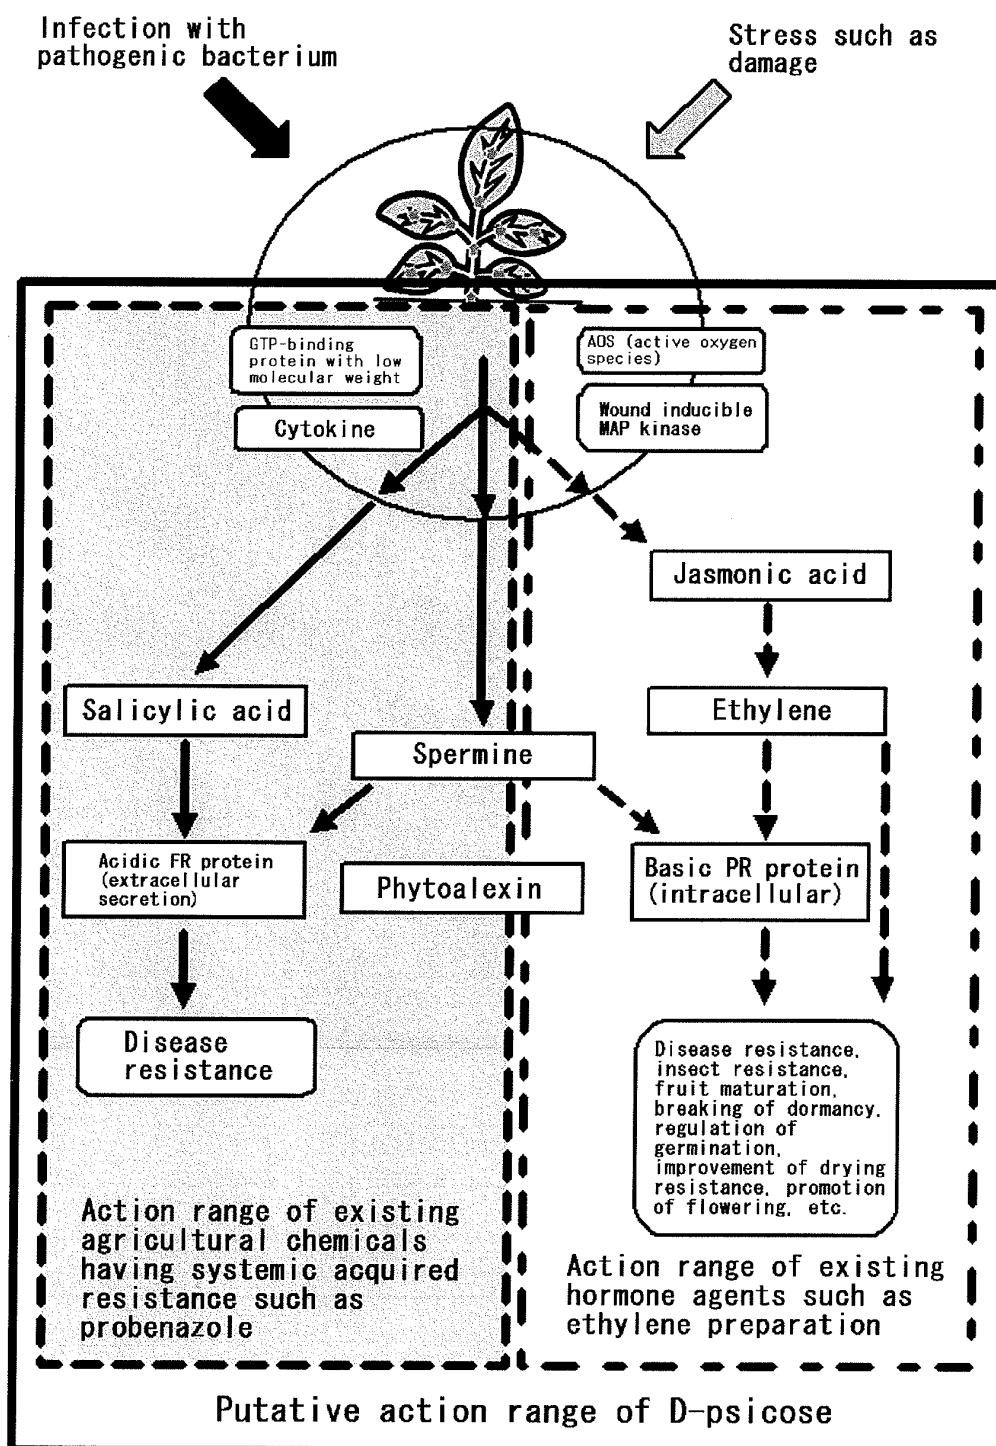 Infection with
pathogenic bacterium
Stress such as
damage
GTP-binding
protein with low
molecular weight
AOS (active oxygen
species)
Cytokine
Wound inducible
MAP kinase
Jasmonic acid
Salicylic acid
Ethylene
Spermine
Acidic FR protein
(extracellular
secretion)
Phytoalexin
Basic PR protein
(intracellular)
Disease
resistance
Disease resistance,
insect resistance,
fruit maturation,
breaking of dormancy,
regulation of
germination,
improvement of drying
resistance, promotion
of flowering, etc.
Action range of existing
agricultural chemicals
having systemic acquired
resistance such as
probenazole
Action range of existing
hormone agents such as
ethylene preparation
Putative action range of D-psicose